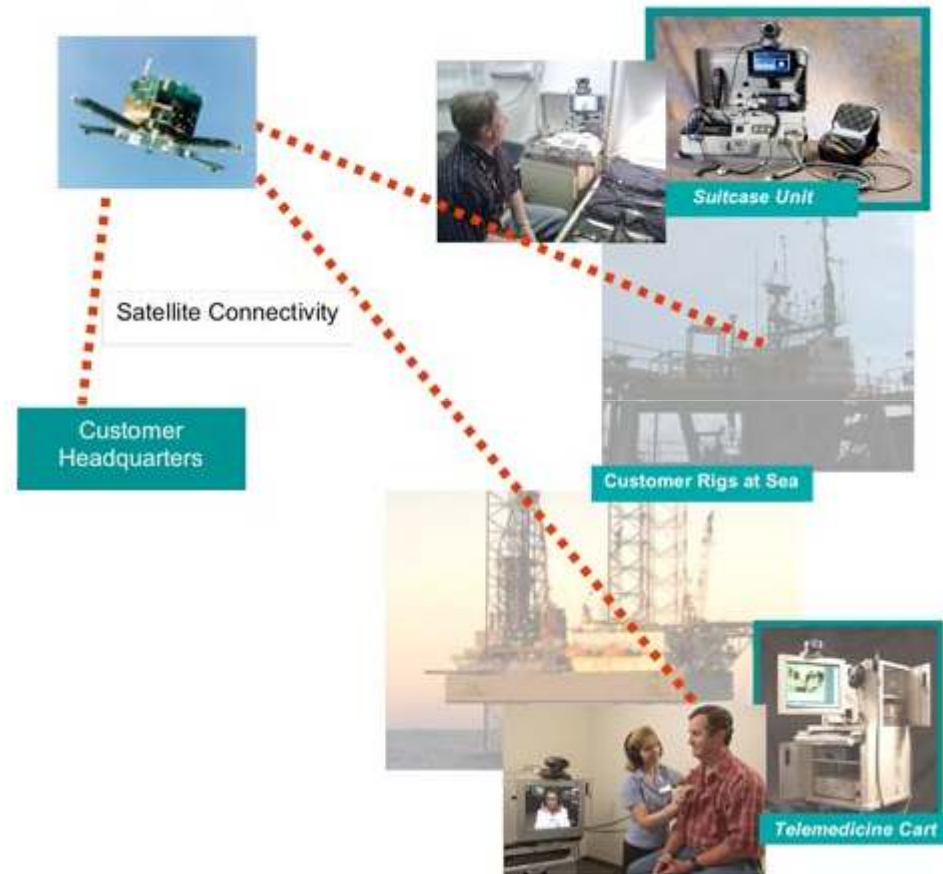 Suitcase Unit
Satellite Connectivity
Customer
Headquarters
Customer Rigs at Sea
Telemedicine Cart